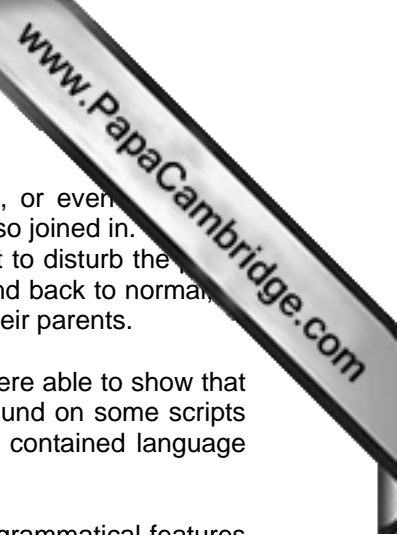 www.PapaCambridge.com
, or even
so joined in.
t to disturb the
nd back to normal,
eir parents.
ere able to show that
und on some scripts
contained language
grammatical features